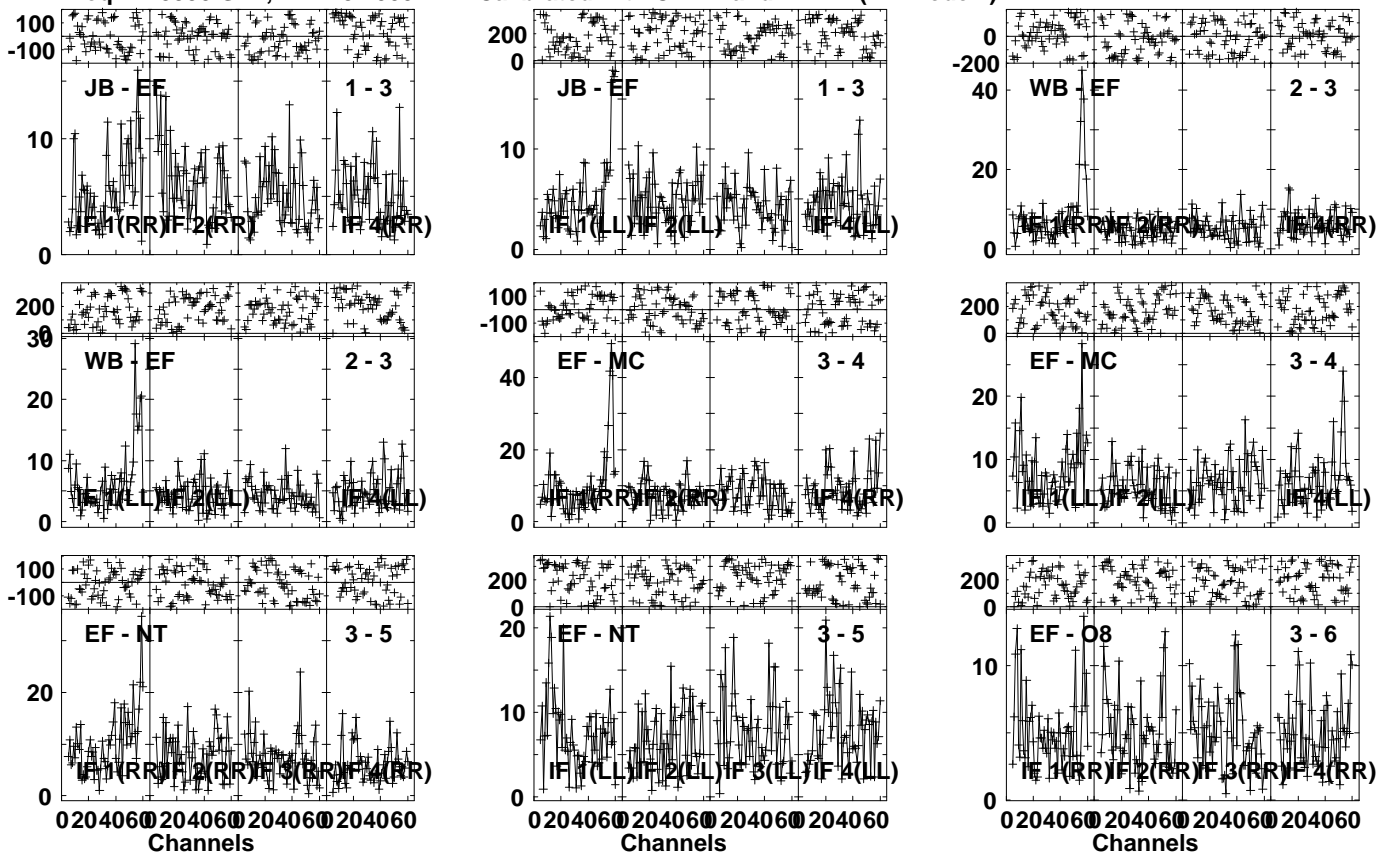 100
-100
JB - EF 1 - 3
10
0
IF 1(RR) IF 2(RR) IF 4(RR)
200
0
JB - EF 1 - 3
10
0
IF 1(LL) IF 2(LL) IF 4(LL)
0
-200
WB - EF 2 - 3
40
20
0
IF 1(RR) IF 2(RR) IF 4(RR)
200
0
30
WB - EF 2 - 3
20
10
0
IF 1(LL) IF 2(LL) IF 4(LL)
100
-100
EF - MC 3 - 4
40
20
0
IF 1(RR) IF 2(RR) IF 4(RR)
200
0
EF - MC 3 - 4
20
10
0
IF 1(LL) IF 2(LL) IF 4(LL)
100
-100
EF - NT 3 - 5
20
0
IF 1(RR) IF 2(RR) IF 3(RR) IF 4(RR)
0 20 40 60 0 20 40 60 0 20 40 60 0 20 40 60
Channels
200
0
20
EF - NT 3 - 5
10
0
IF 1(LL) IF 2(LL) IF 3(LL) IF 4(LL)
0 20 40 60 0 20 40 60 0 20 40 60 0 20 40 60
Channels
200
0
EF - O8 3 - 6
10
0
IF 1(RR) IF 2(RR) IF 3(RR) IF 4(RR)
0 20 40 60 0 20 40 60 0 20 40 60 0 20 40 60
Channels